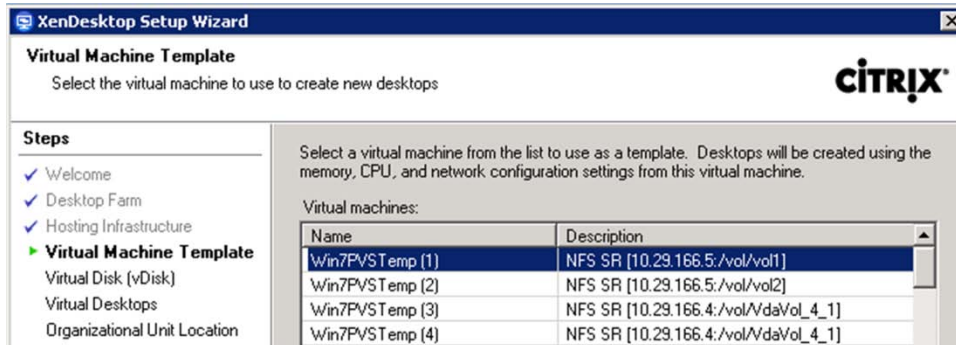 XenDesktop Setup Wizard
Virtual Machine Template
Select the virtual machine to use to create new desktops
CİTRIX
Steps
Welcome
Desktop Farm
Hosting Infrastructure
Virtual Machine Template
Virtual Disk (vDisk)
Virtual Desktops
Organizational Unit Location
Select a virtual machine from the list to use as a template. Desktops will be created using the
memory, CPU, and network configuration settings from this virtual machine.
Virtual machines:
Name Description
Win7PVSTemp (1) NFS SR [10.29.166.5:/vol/vol1]
Win7PVSTemp (2) NFS SR [10.29.166.5:/vol/vol2]
Win7PVSTemp (3) NFS SR [10.29.166.4:/vol/VdaVol_4_1]
Win7PVSTemp (4) NFS SR [10.29.166.4:/vol/VdaVol_4_1]